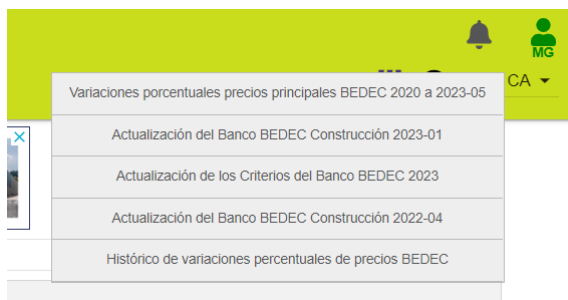 MG
CA
Variaciones porcentuales precios principales BEDEC 2020 a 2023-05
Actualización del Banco BEDEC Construcción 2023-01
Actualización de los Criterios del Banco BEDEC 2023
Actualización del Banco BEDEC Construcción 2022-04
Histórico de variaciones percentuales de precios BEDEC